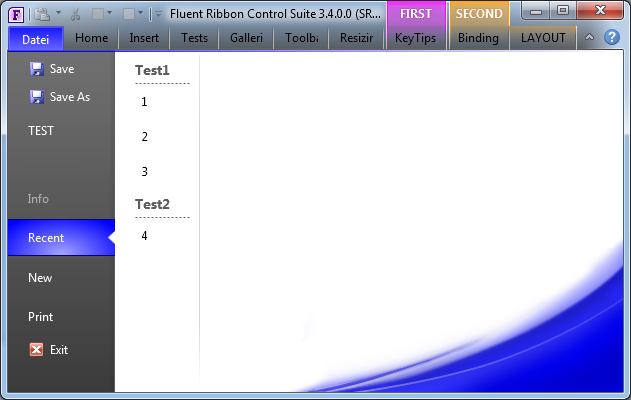 Fluent Ribbon Control Suite 3.4.0.0 (SR...
FIRST
SECOND
Datei
Home
Insert
Tests
Galleri
Toolb
Resizir
KeyTips
Binding
LAYOUT
Save
Save As
TEST
Info
Recent
New
Print
Exit
Test1
1
2
3
Test2
4